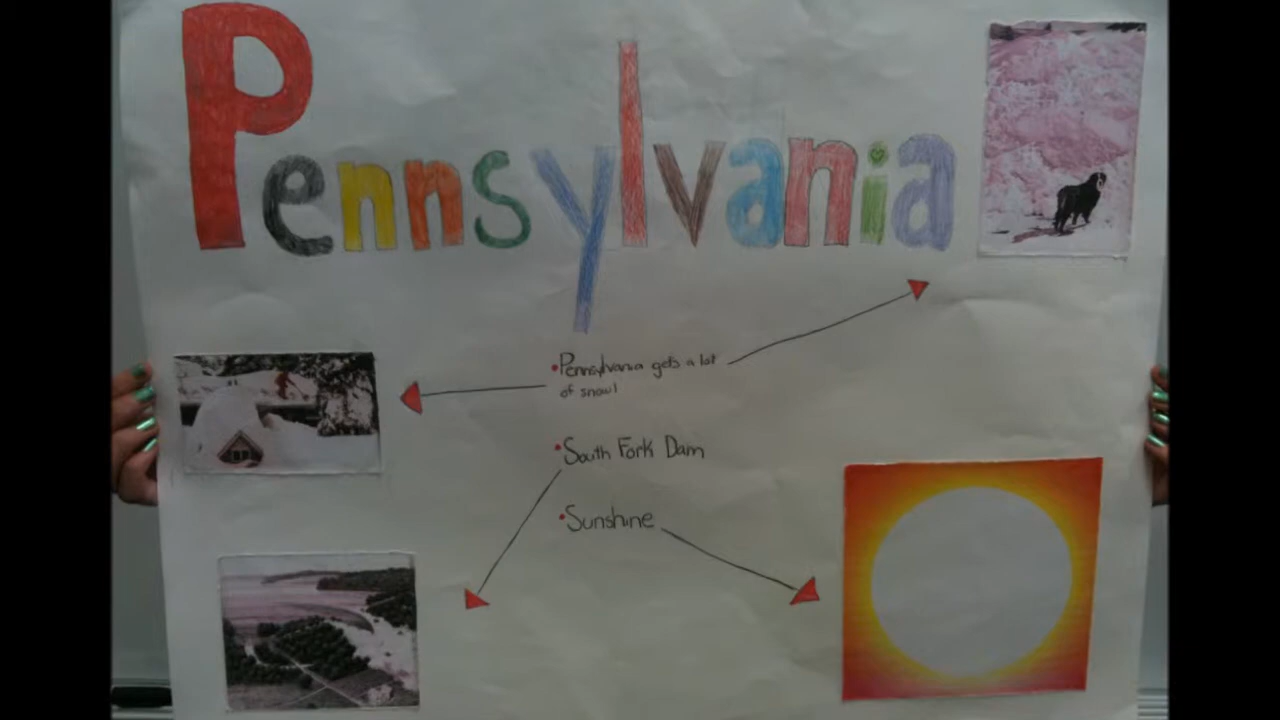 Pennsylvania
•Pennsylvania gets a lot
of snow!
•South Fork Dam
•Sunshine